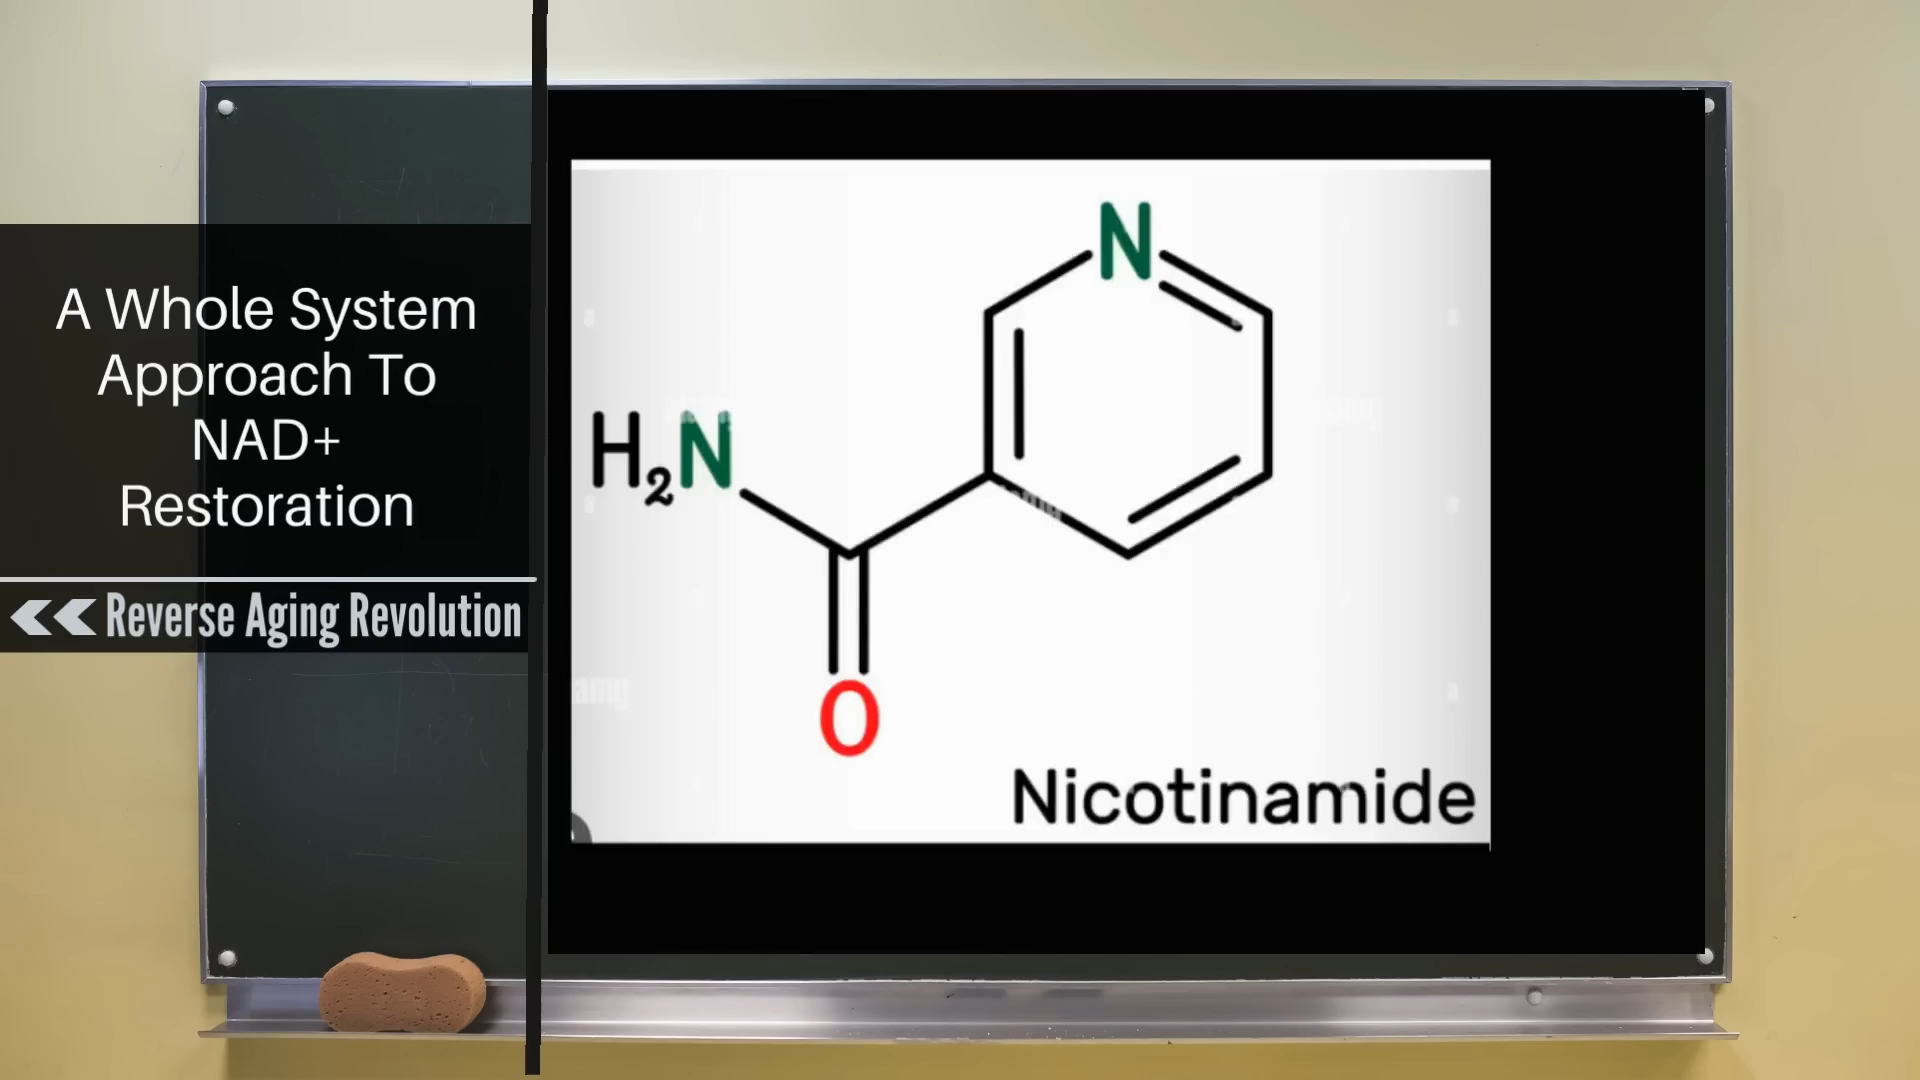 A Whole System
Approach To
NAD+
Restoration
Reverse Aging Revolution
N
H₂N
O
Nicotinamide